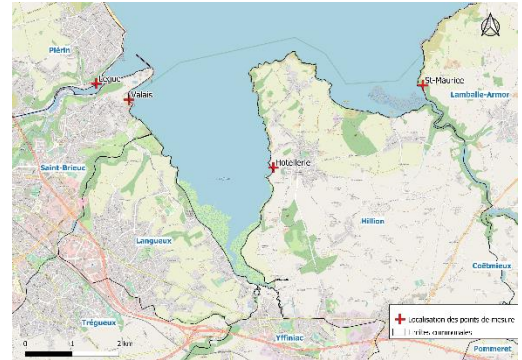 Plérin
Légué
Valais
St-Maurice
Lamballe-Armor
Saint-Brieuc
Hotellerie
Hillion
Langueux
Coëtmieux
Trégueux
Yffiniac
Pommeret
Localisation des points de mesure
Limites communales
0 1 2 km